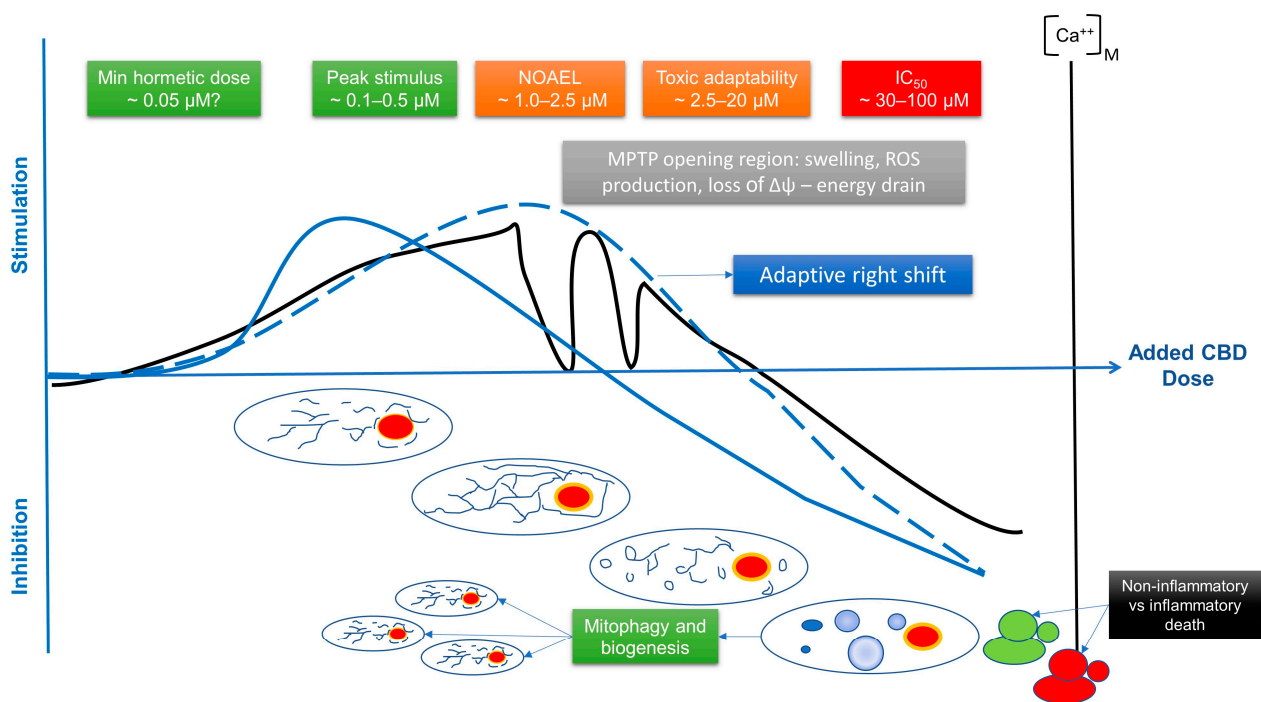 [Ca⁺⁺]M
Min hormetic dose
~ 0.05 µM?
Peak stimulus
~ 0.1–0.5 µM
NOAEL
~ 1.0–2.5 µM
Toxic adaptability
~ 2.5–20 µM
IC₅₀
~ 30–100 µM
MPTP opening region: swelling, ROS
production, loss of Δψ – energy drain
Stimulation
Adaptive right shift
Added CBD
Dose
Inhibition
Mitophagy and
biogenesis
Non-inflammatory
vs inflammatory
death